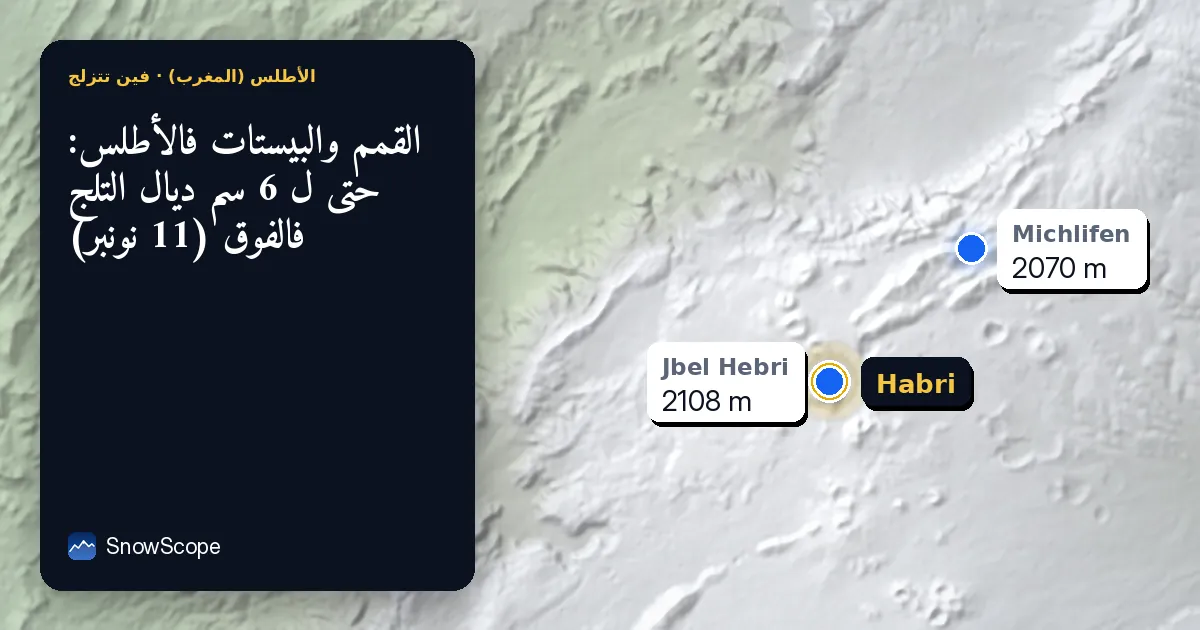 الأطلس (المغرب) · فين تتزلج
القمم والبيستات فالأطلس:
حتى ل 6 سم ديال التلج
فالفوق (11 نونبر)
Michlifen
2070 m
Jbel Hebri
2108 m
Habri
SnowScope